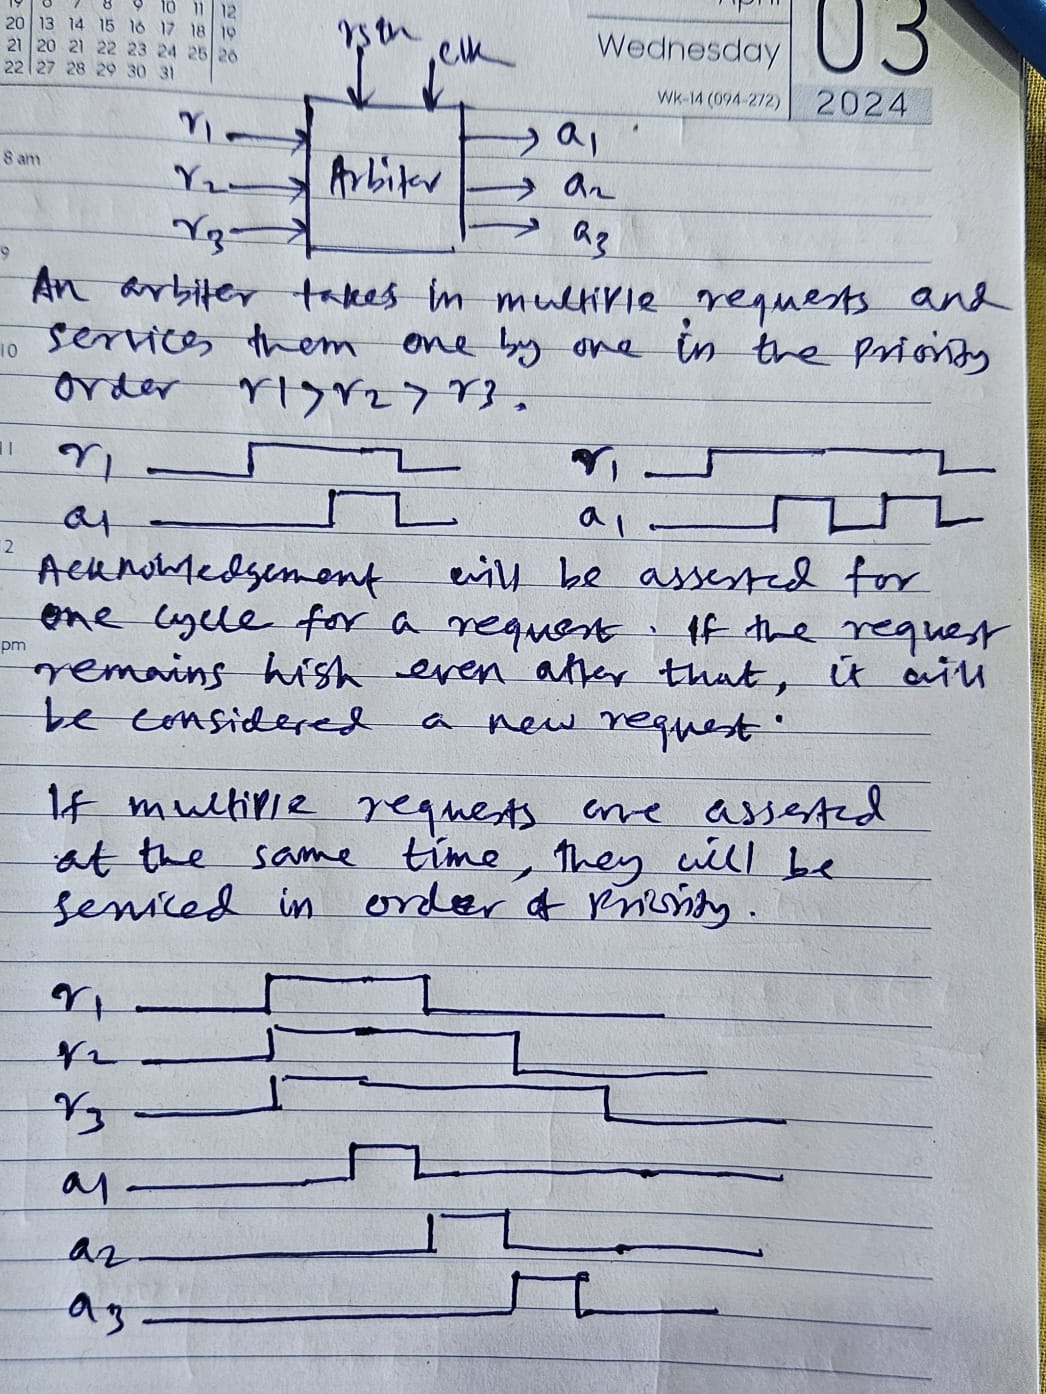 19 6 7 8 9 10 11 12
20 13 14 15 16 17 18 19
21 20 21 22 23 24 25 26
22 27 28 29 30 31
April
Wednesday
03
Wk-14 (094-272)
2024
rstn
clk
r1
a1
8 am
r2
Arbiter
a2
r3
a3
9
An arbiter takes in multiple requests and
10
services them one by one in the priority
order r1>r2>r3.
11
r1
r1
a1
a1
12
Acknowledgement will be asserted for
one cycle for a request. If the request
pm
remains high even after that, it will
be considered a new request.
If multiple requests are asserted
at the same time, they will be
serviced in order of priority.
r1
r2
r3
a1
a2
a3